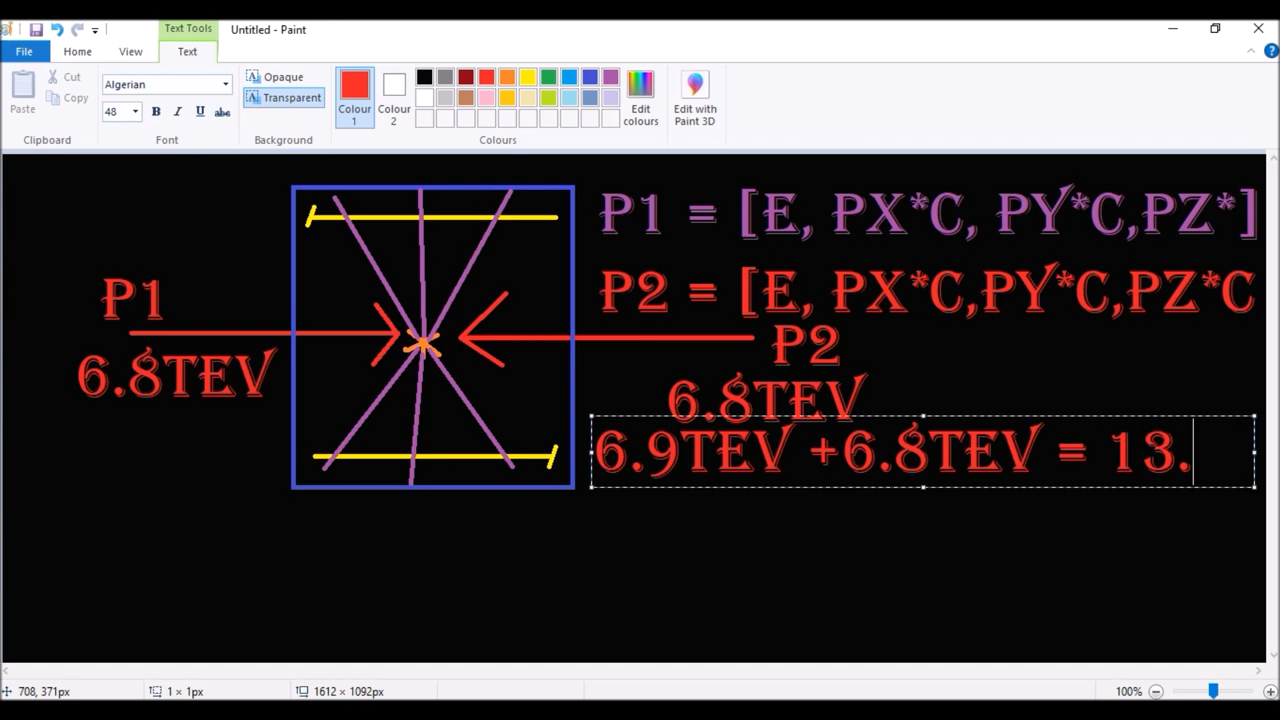 Text Tools
Untitled - Paint
File
Home
View
Text
Paste
Cut
Copy
Clipboard
Algerian
48
B I U abc
Font
Opaque
Transparent
Background
Colour 1
Colour 2
Edit colours
Edit with Paint 3D
Colours
P1 = [E, PX*C, PY*C,PZ*]
P2 = [E, PX*C,PY*C,PZ*C
P1
6.8TEV
P2
6.8TEV
6.9TEV +6.8TEV = 13.
708, 371px
1 × 1px
1612 × 1092px
100%